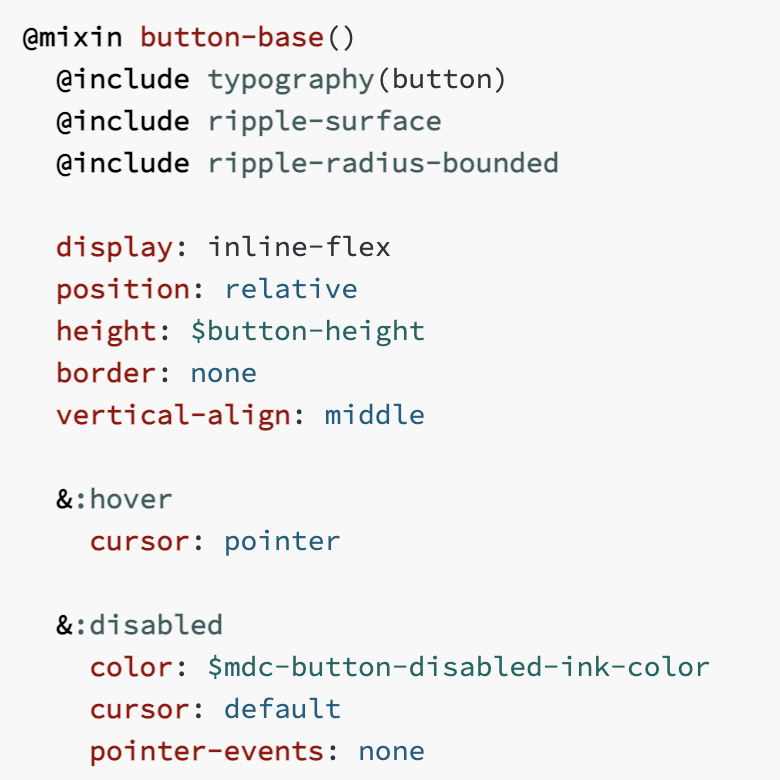 @mixin button-base()
  @include typography(button)
  @include ripple-surface
  @include ripple-radius-bounded

  display: inline-flex
  position: relative
  height: $button-height
  border: none
  vertical-align: middle

  &:hover
    cursor: pointer

  &:disabled
    color: $mdc-button-disabled-ink-color
    cursor: default
    pointer-events: none